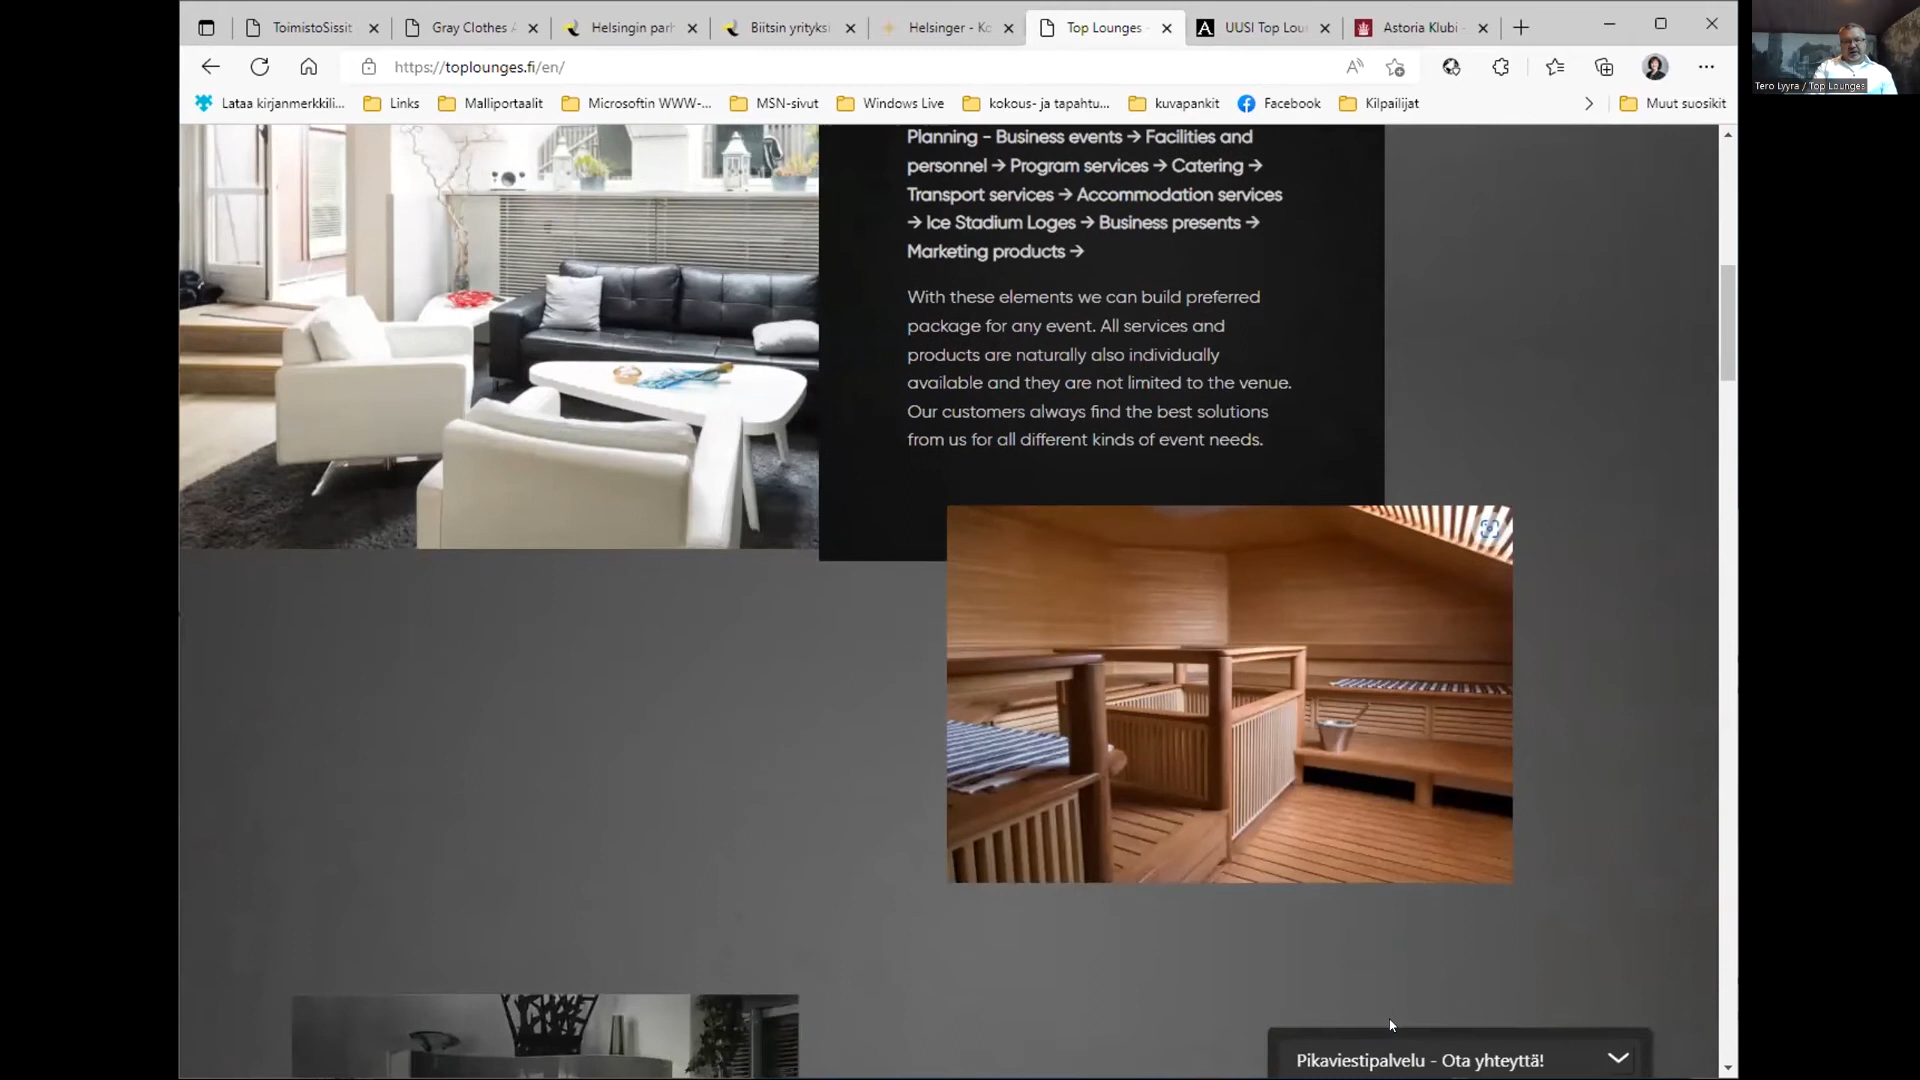 ToimistoSissit
Gray Clothes
Helsingin parl
Biitsin yrityksi
Helsinger - Ko
Top Lounges -
UUSI Top Lou
Astoria Klubi -
https://toplounges.fi/en/
Lataa kirjanmerkkili...
Links
Malliportaalit
Microsoftin WWW-...
MSN-sivut
Windows Live
kokous- ja tapahtu...
kuvapankit
Facebook
Kilpailijat
Muut suosikit
Tero Lyyra / Top Lounges
Planning - Business events → Facilities and
personnel → Program services → Catering →
Transport services → Accommodation services
→ Ice Stadium Loges → Business presents →
Marketing products →
With these elements we can build preferred
package for any event. All services and
products are naturally also individually
available and they are not limited to the venue.
Our customers always find the best solutions
from us for all different kinds of event needs.
Pikaviestipalvelu - Ota yhteyttä!